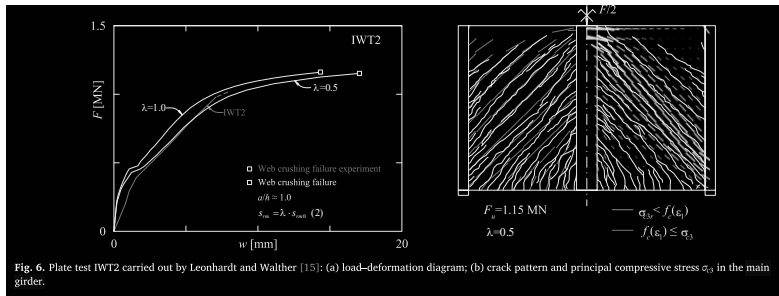 1.5
IWT2
F [MN]
λ=1.0
λ=0.5
IWT2
Web crushing failure experiment
Web crushing failure
a/h ≈ 1.0
s_rm = λ · s_rm0 (2)
0
0
w [mm]
20
F/2
F_u=1.15 MN
λ=0.5
σ_c3r < f_c(ε_1)
f_c(ε_1) ≤ σ_c3
Fig. 6. Plate test IWT2 carried out by Leonhardt and Walther [15]: (a) load–deformation diagram; (b) crack pattern and principal compressive stress σ_c3 in the main
girder.